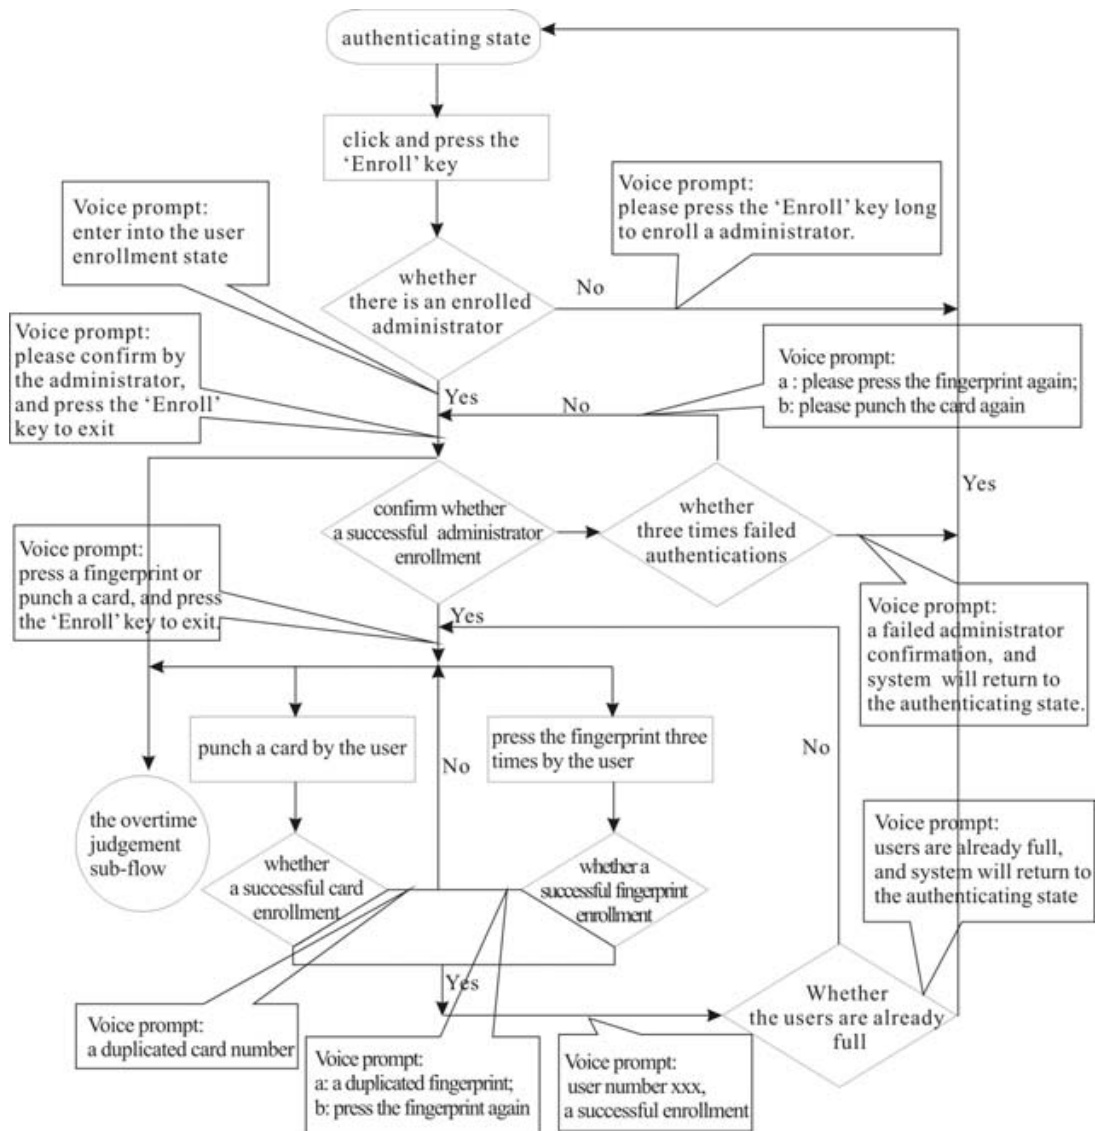 authenticating state
click and press the
‘Enroll’ key
Voice prompt:
please press the ‘Enroll’ key long
to enroll a administrator.
Voice prompt:
enter into the user
enrollment state
whether
there is an enrolled
administrator
No
Voice prompt:
please confirm by
the administrator,
and press the ‘Enroll’
key to exit
Yes
No
Voice prompt:
a : please press the fingerprint again;
b: please punch the card again
Yes
confirm whether
a successful administrator
enrollment
whether
three times failed
authentications
Voice prompt:
press a fingerprint or
punch a card, and press
the ‘Enroll’ key to exit.
Yes
Voice prompt:
a failed administrator
confirmation, and
system will return to
the authenticating state.
punch a card by the user
No
press the fingerprint three
times by the user
No
the overtime
judgement
sub-flow
whether
a successful card
enrollment
whether a
successful fingerprint
enrollment
Voice prompt:
users are already full,
and system will return to
the authenticating state
Yes
Whether
the users are already
full
Voice prompt:
a duplicated card number
Voice prompt:
a: a duplicated fingerprint;
b: press the fingerprint again
Voice prompt:
user number xxx,
a successful enrollment